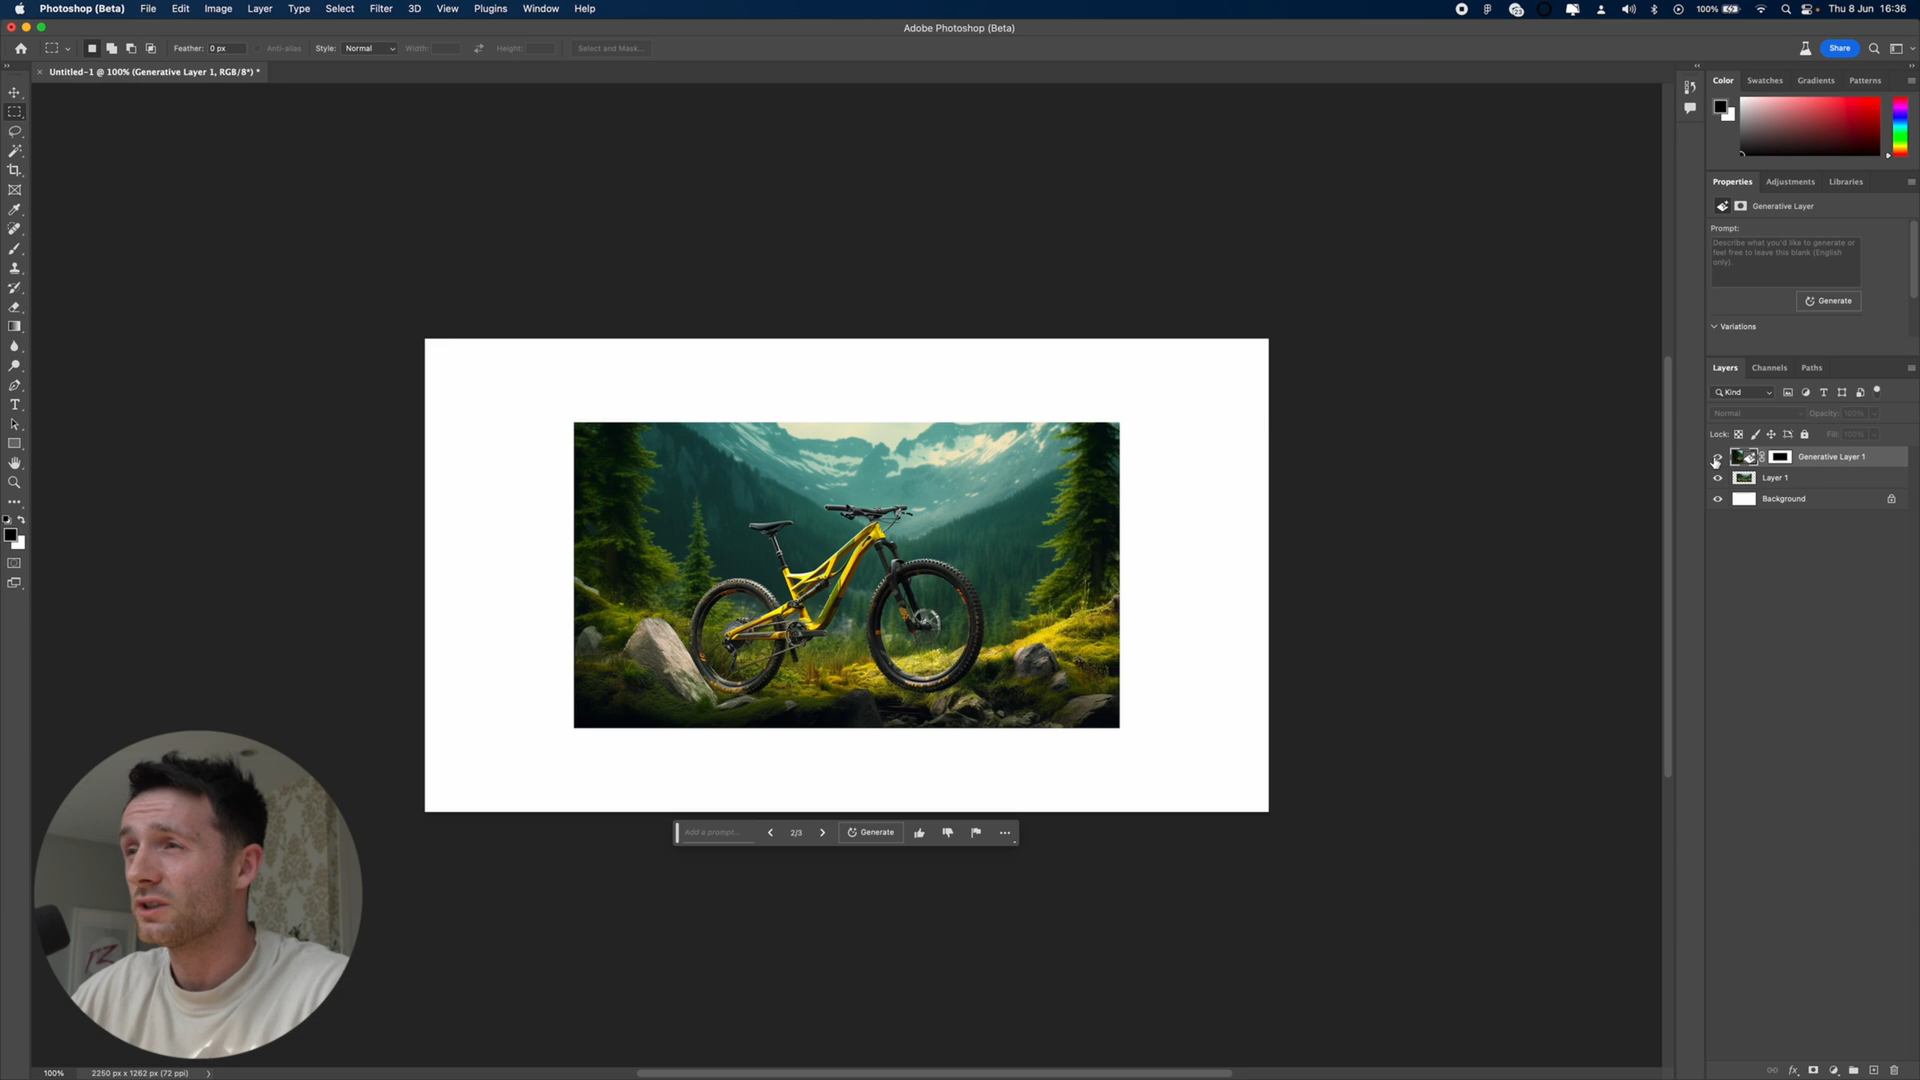 Photoshop (Beta) File Edit Image Layer Type Select Filter 3D View Plugins Window Help
100% Thu 8 Jun 16:36
Adobe Photoshop (Beta)
Feather: 0 px Anti-alias Style: Normal Width: Height: Select and Mask... Share
Untitled-1 @ 100% (Generative Layer 1, RGB/8*) *
Color Swatches Gradients Patterns
Properties Adjustments Libraries
Generative Layer
Prompt:
Describe what you'd like to generate or
feel free to leave this blank (English
only).
Generate
Variations
Layers Channels Paths
Kind
Normal Opacity: 100%
Lock: Fill: 100%
Generative Layer 1
Layer 1
Background
Add a prompt... 2/3 Generate
100% 2250 px x 1262 px (72 ppi)